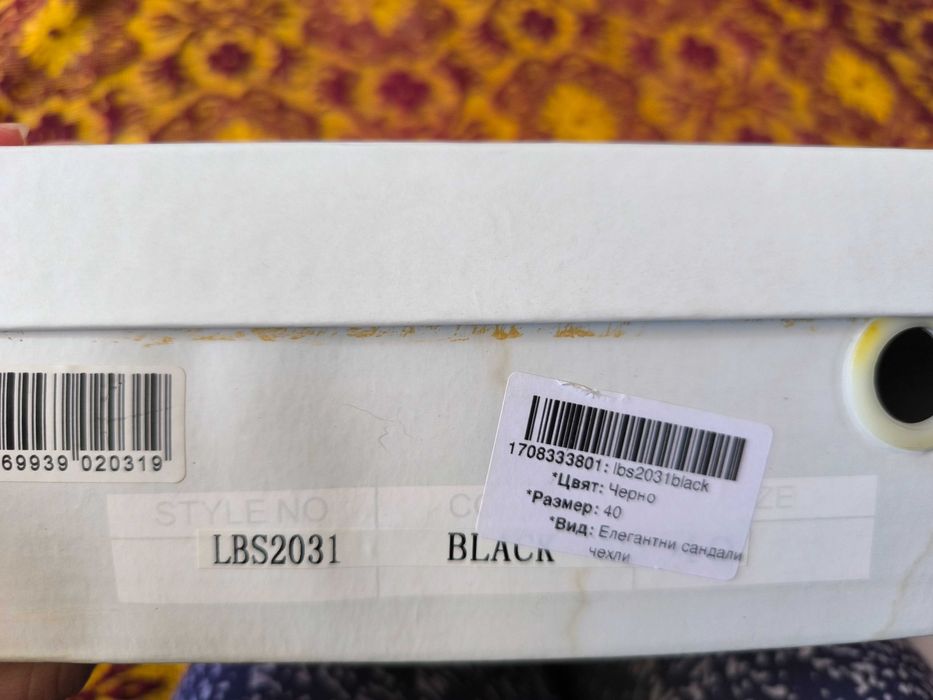 69939 020319
1708333801: lbs2031black
*Цвят: Черно
*Размер: 40
*Вид: Елегантни сандали
чехли
STYLE NO
LBS2031
BLACK